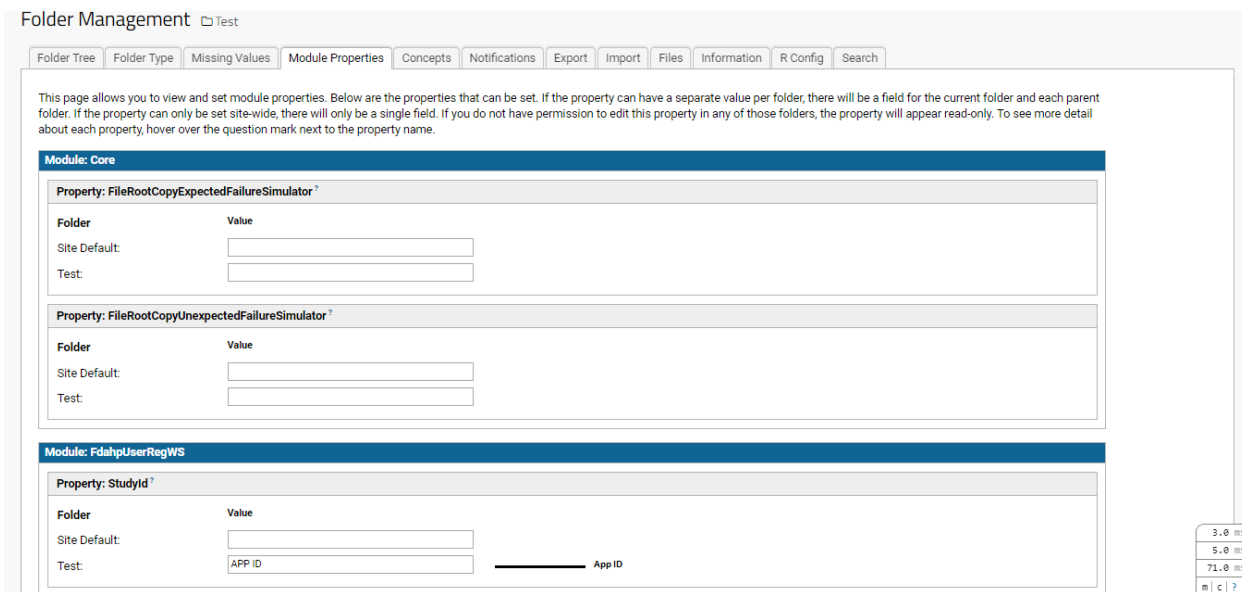 Folder Management Test
Folder Tree Folder Type Missing Values Module Properties Concepts Notifications Export Import Files Information R Config Search
This page allows you to view and set module properties. Below are the properties that can be set. If the property can have a separate value per folder, there will be a field for the current folder and each parent
folder. If the property can only be set site-wide, there will only be a single field. If you do not have permission to edit this property in any of those folders, the property will appear read-only. To see more detail
about each property, hover over the question mark next to the property name.
Module: Core
Property: FileRootCopyExpectedFailureSimulator ?
Folder Value
Site Default:
Test:
Property: FileRootCopyUnexpectedFailureSimulator ?
Folder Value
Site Default:
Test:
Module: FdahpUserRegWS
Property: StudyId ?
Folder Value
Site Default:
Test: APP ID App ID
3.0 ms
5.0 ms
71.0 ms
m | c | ?